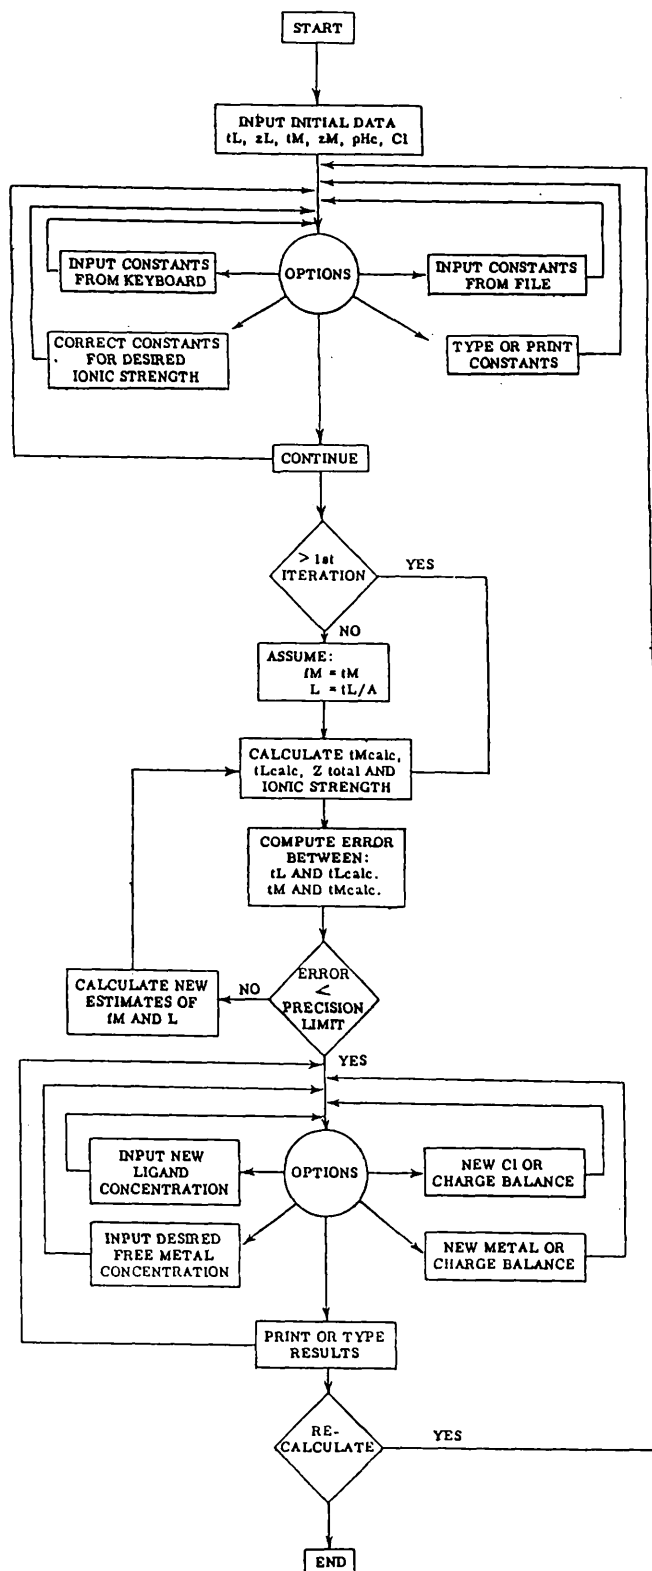 START
INPUT INITIAL DATA
tL, zL, tM, zM, pHc, Cl
OPTIONS
INPUT CONSTANTS
FROM KEYBOARD
INPUT CONSTANTS
FROM FILE
CORRECT CONSTANTS
FOR DESIRED
IONIC STRENGTH
TYPE OR PRINT
CONSTANTS
CONTINUE
> 1st
ITERATION
YES
NO
ASSUME:
fM = tM
L = tL/A
CALCULATE tMcalc,
tLcalc, Z total AND
IONIC STRENGTH
COMPUTE ERROR
BETWEEN:
tL AND tLcalc.
tM AND tMcalc.
ERROR
<
PRECISION
LIMIT
NO
CALCULATE NEW
ESTIMATES OF
fM AND L
YES
OPTIONS
INPUT NEW
LIGAND
CONCENTRATION
NEW Cl OR
CHARGE BALANCE
INPUT DESIRED
FREE METAL
CONCENTRATION
NEW METAL OR
CHARGE BALANCE
PRINT OR TYPE
RESULTS
RE-
CALCULATE
YES
END